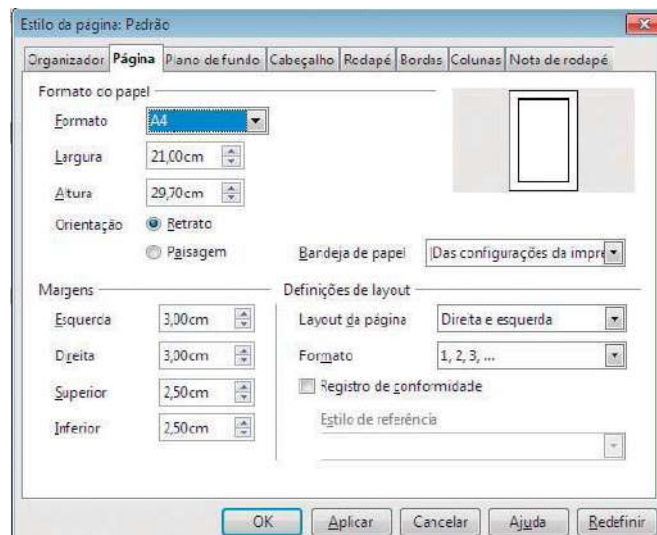 Estilo da página: Padrão
Organizador Página Plano de fundo Cabeçalho Rodapé Bordas Colunas Nota de rodapé
Formato do papel
Formato A4
Largura 21,00cm
Altura 29,70cm
Orientação Retrato
Paisagem Bandeja de papel [Das configurações da impre
Margens Definições de layout
Esquerda 3,00cm Layout da página Direita e esquerda
Direita 3,00cm Formato 1, 2, 3, ...
Superior 2,50cm Registro de conformidade
Estilo de referência
Inferior 2,50cm
OK Aplicar Cancelar Ajuda Redefinir